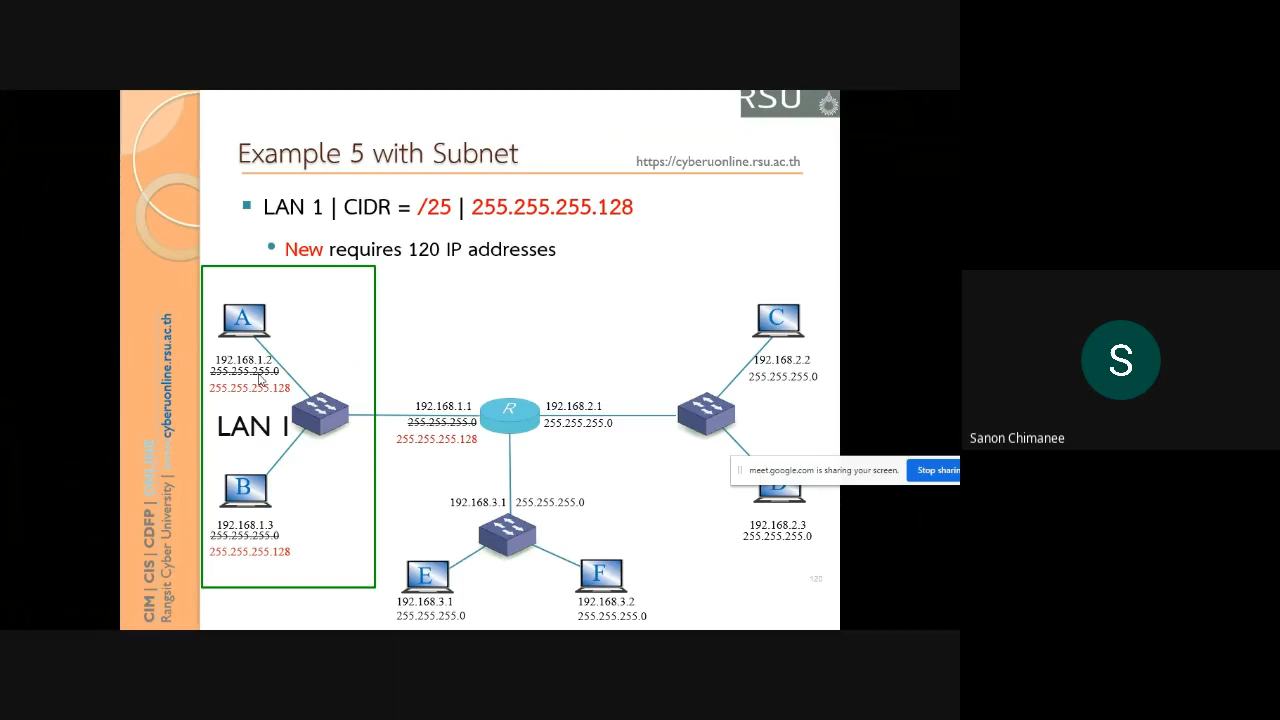 RSU
Example 5 with Subnet
https://cyberuonline.rsu.ac.th
LAN 1 | CIDR = /25 | 255.255.255.128
New requires 120 IP addresses
A
192.168.1.2
255.255.255.0
255.255.255.128
LAN 1
B
192.168.1.3
255.255.255.0
255.255.255.128
192.168.1.1
255.255.255.0
255.255.255.128
R
192.168.2.1
255.255.255.0
C
192.168.2.2
255.255.255.0
192.168.2.3
255.255.255.0
192.168.3.1 255.255.255.0
E
192.168.3.1
255.255.255.0
F
192.168.3.2
255.255.255.0
120
CIM | CIS | CDFP | ONLINE
Rangsit Cyber University | www.cyberuonline.rsu.ac.th
meet.google.com is sharing your screen.
Stop sharin
S
Sanon Chimanee